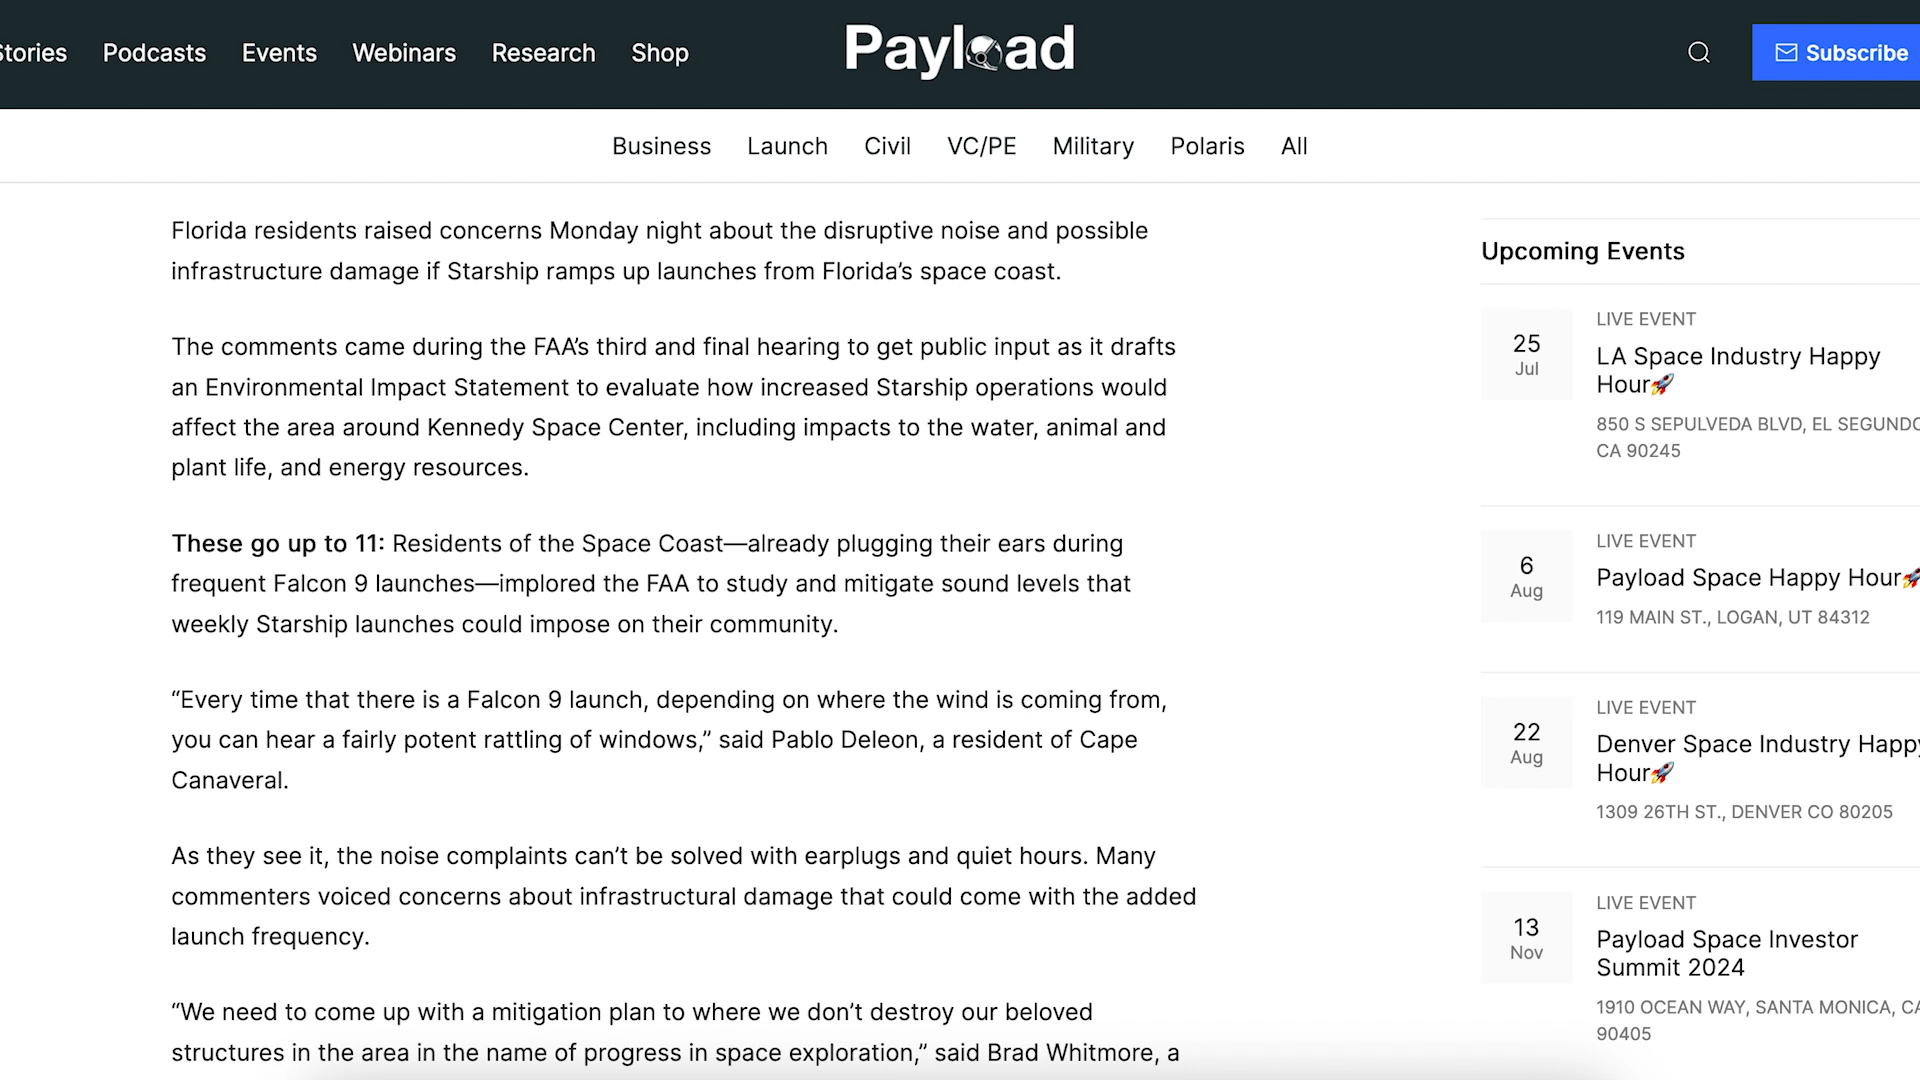 Stories Podcasts Events Webinars Research Shop
Payload
Subscribe
Business Launch Civil VC/PE Military Polaris All
Florida residents raised concerns Monday night about the disruptive noise and possible
infrastructure damage if Starship ramps up launches from Florida’s space coast.
The comments came during the FAA’s third and final hearing to get public input as it drafts
an Environmental Impact Statement to evaluate how increased Starship operations would
affect the area around Kennedy Space Center, including impacts to the water, animal and
plant life, and energy resources.
These go up to 11: Residents of the Space Coast—already plugging their ears during
frequent Falcon 9 launches—implored the FAA to study and mitigate sound levels that
weekly Starship launches could impose on their community.
“Every time that there is a Falcon 9 launch, depending on where the wind is coming from,
you can hear a fairly potent rattling of windows,” said Pablo Deleon, a resident of Cape
Canaveral.
As they see it, the noise complaints can’t be solved with earplugs and quiet hours. Many
commenters voiced concerns about infrastructural damage that could come with the added
launch frequency.
“We need to come up with a mitigation plan to where we don’t destroy our beloved
structures in the area in the name of progress in space exploration,” said Brad Whitmore, a
Upcoming Events
25
Jul
LIVE EVENT
LA Space Industry Happy
Hour🚀
850 S SEPULVEDA BLVD, EL SEGUNDO
CA 90245
6
Aug
LIVE EVENT
Payload Space Happy Hour🚀
119 MAIN ST., LOGAN, UT 84312
22
Aug
LIVE EVENT
Denver Space Industry Happy
Hour🚀
1309 26TH ST., DENVER CO 80205
13
Nov
LIVE EVENT
Payload Space Investor
Summit 2024
1910 OCEAN WAY, SANTA MONICA, CA
90405